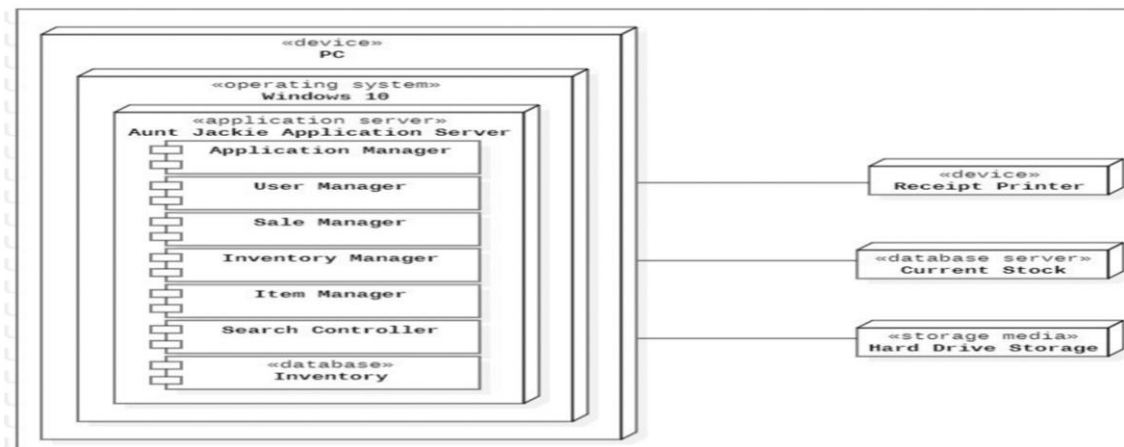 «device»
PC
«operating system»
Windows 10
«application server»
Aunt Jackie Application Server
Application Manager
User Manager
Sale Manager
Inventory Manager
Item Manager
Search Controller
«database»
Inventory
«device»
Receipt Printer
«database server»
Current Stock
«storage media»
Hard Drive Storage